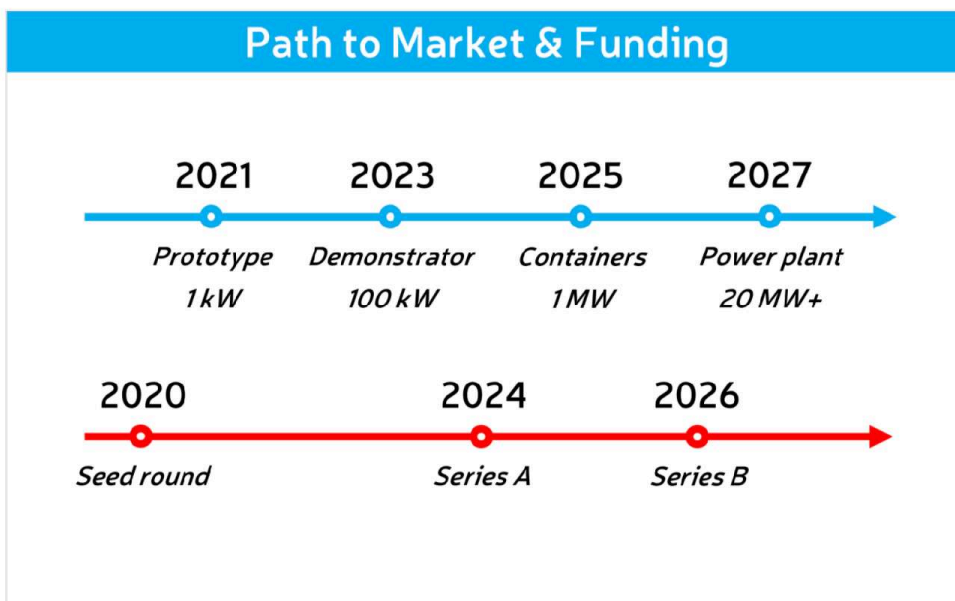 Path to Market & Funding
2021 2023 2025 2027
Prototype Demonstrator Containers Power plant
1 kW 100 kW 1 MW 20 MW+
2020 2024 2026
Seed round Series A Series B